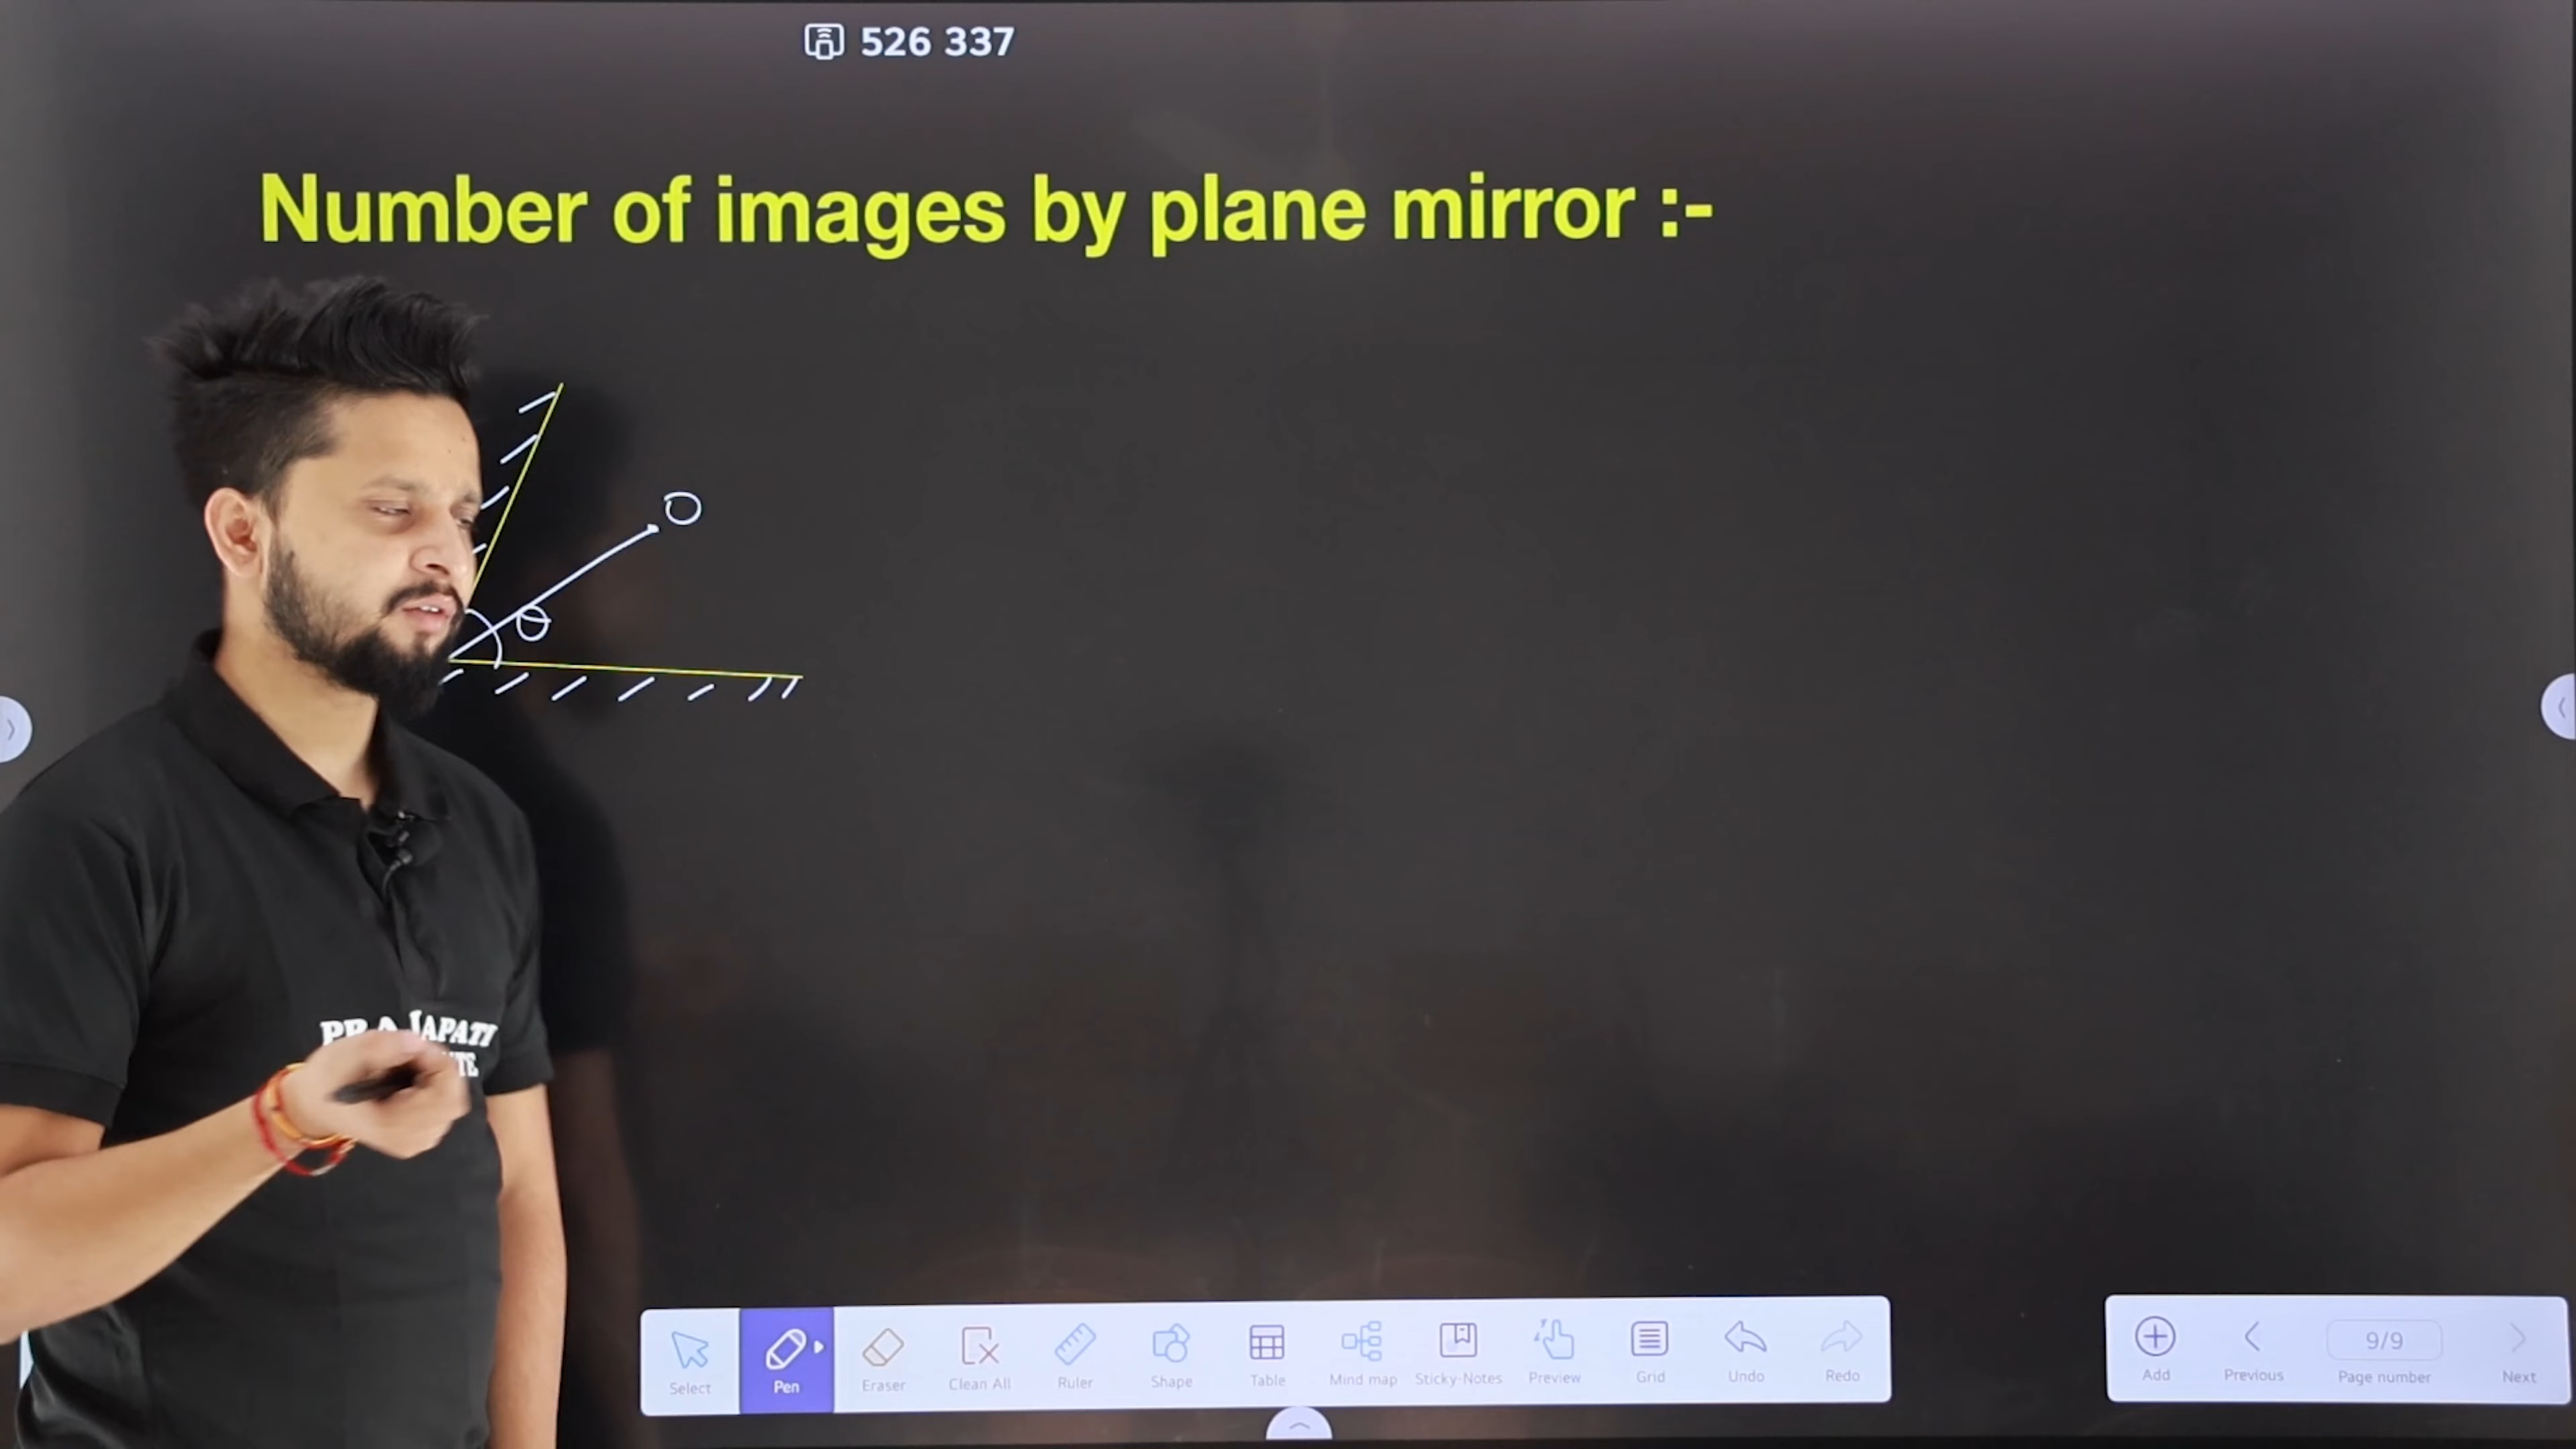 526 337
Number of images by plane mirror :-
O
θ
Select Pen Eraser Clean All Ruler Shape Table Mind map Sticky-Notes Preview Grid Undo Redo
Add Previous 9/9 Page number Next